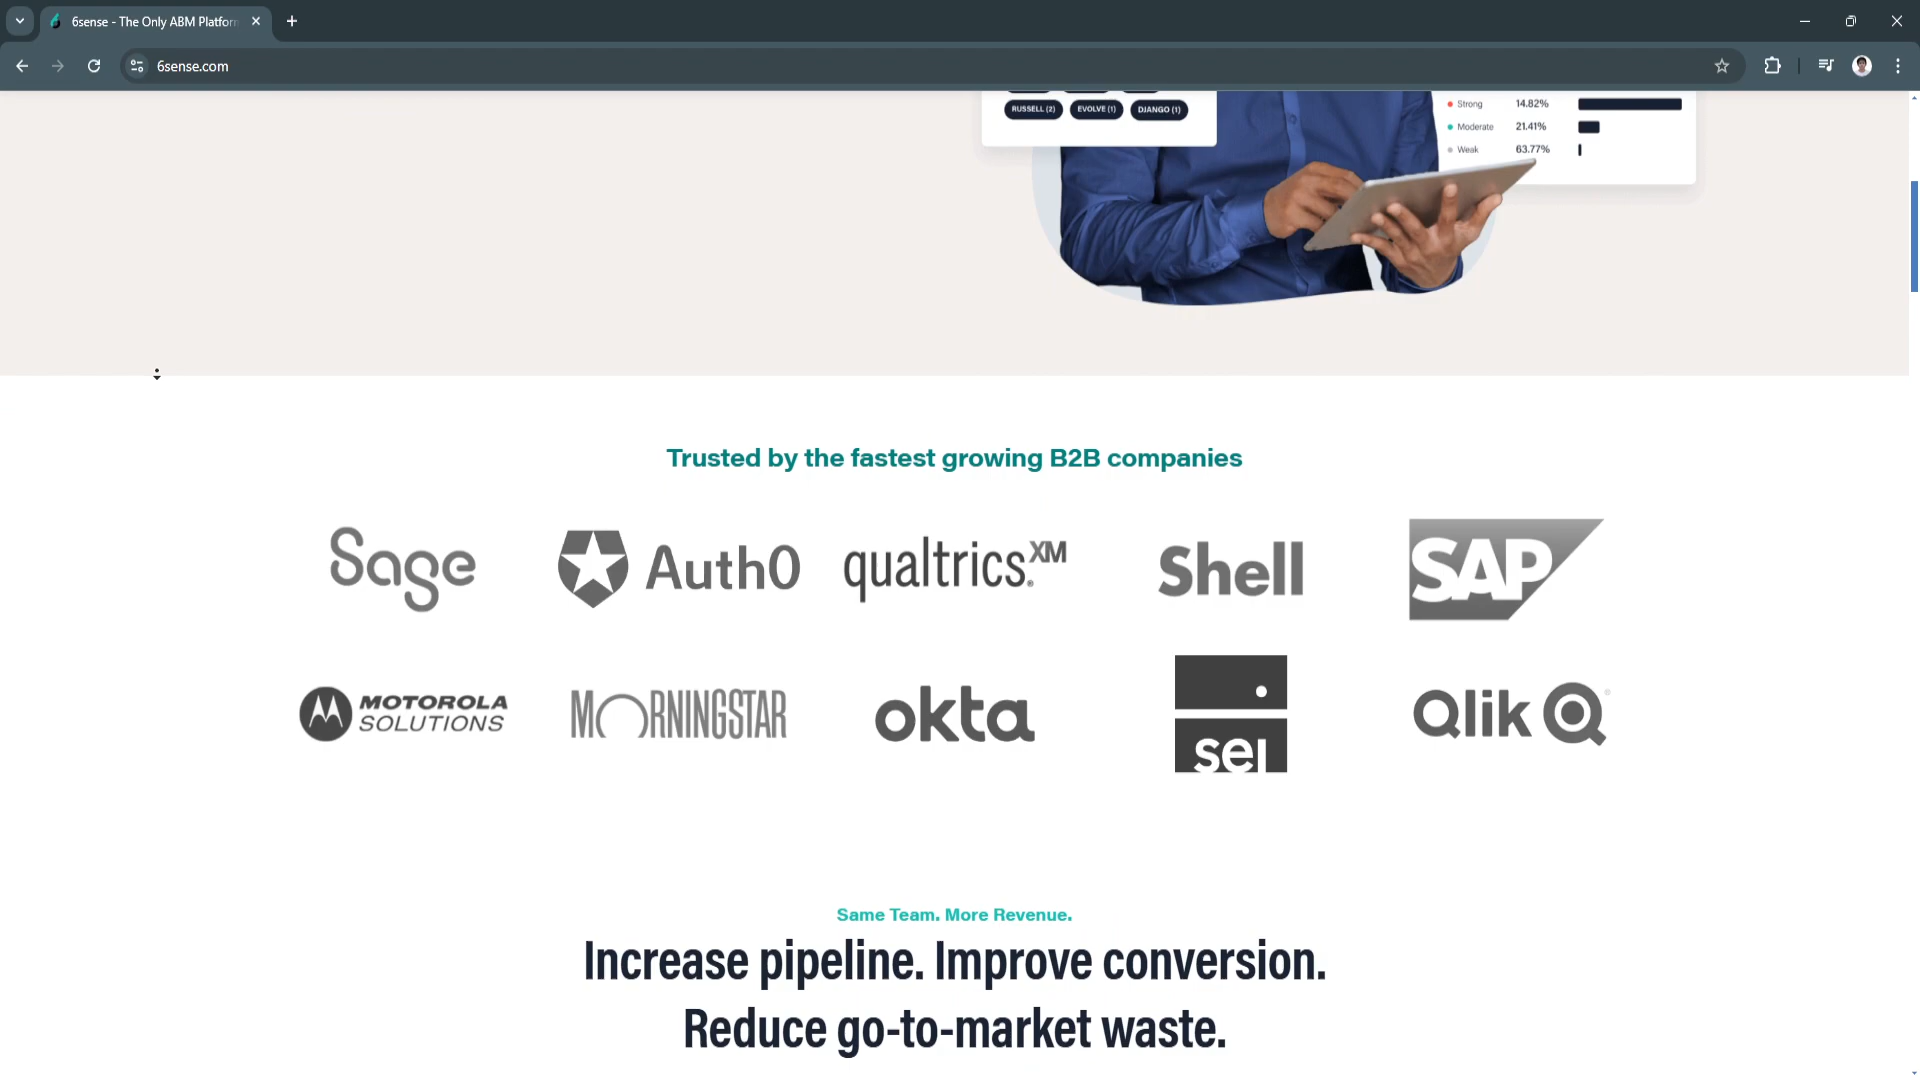 6sense - The Only ABM Platform
6sense.com
RUSSELL (2) EVOLVE (1) DJANGO (1)
Strong 14.82%
Moderate 21.41%
Weak 63.77%
Trusted by the fastest growing B2B companies
Sage Auth0 qualtrics.XM Shell SAP
MOTOROLA SOLUTIONS MORNINGSTAR okta sei Qlik
Same Team. More Revenue.
Increase pipeline. Improve conversion.
Reduce go-to-market waste.